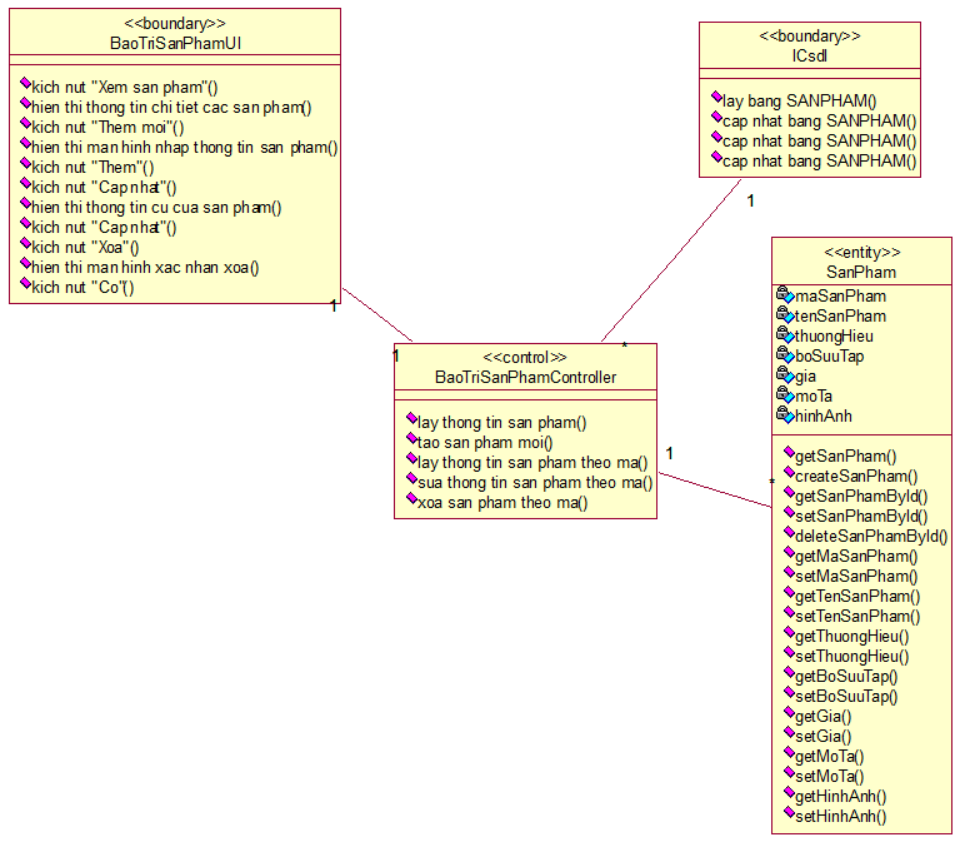 <<boundary>>
BaoTriSanPhamUI
kich nut "Xem san pham"()
hien thi thong tin chi tiet cac san pham()
kich nut "Them moi"()
hien thi man hinh nhap thong tin san pham()
kich nut "Them"()
kich nut "Cap nhat"()
hien thi thong tin cu cua san pham()
kich nut "Cap nhat"()
kich nut "Xoa"()
hien thi man hinh xac nhan xoa()
kich nut "Co"()
1
1
<<boundary>>
ICsdl
lay bang SANPHAM()
cap nhat bang SANPHAM()
cap nhat bang SANPHAM()
cap nhat bang SANPHAM()
1
*
<<control>>
BaoTriSanPhamController
lay thong tin san pham()
tao san pham moi()
lay thong tin san pham theo ma()
sua thong tin san pham theo ma()
xoa san pham theo ma()
1
*
<<entity>>
SanPham
maSanPham
tenSanPham
thuongHieu
boSuuTap
gia
moTa
hinhAnh
getSanPham()
createSanPham()
getSanPhamById()
setSanPhamById()
deleteSanPhamById()
getMaSanPham()
setMaSanPham()
getTenSanPham()
setTenSanPham()
getThuongHieu()
setThuongHieu()
getBoSuuTap()
setBoSuuTap()
getGia()
setGia()
getMoTa()
setMoTa()
getHinhAnh()
setHinhAnh()